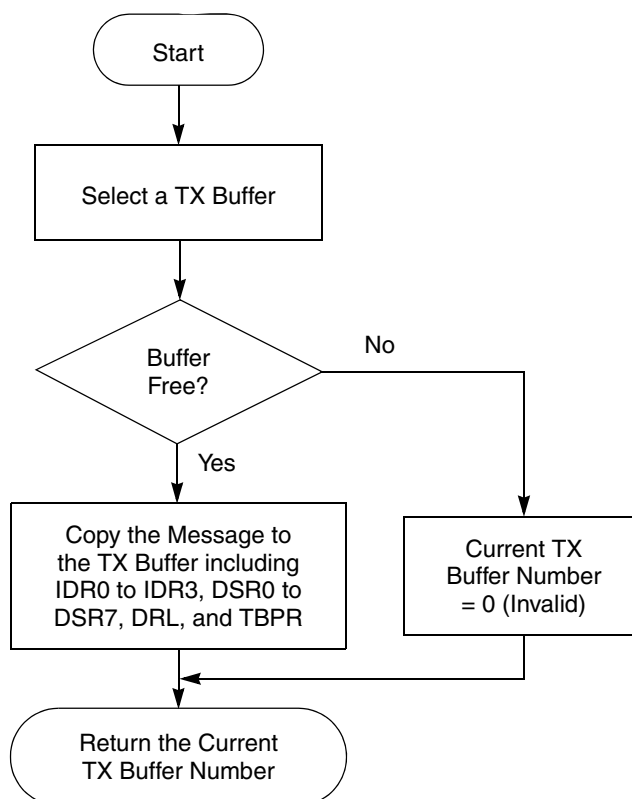 Start
Select a TX Buffer
Buffer
Free?
No
Yes
Copy the Message to
the TX Buffer including
IDR0 to IDR3, DSR0 to
DSR7, DRL, and TBPR
Current TX
Buffer Number
= 0 (Invalid)
Return the Current
TX Buffer Number